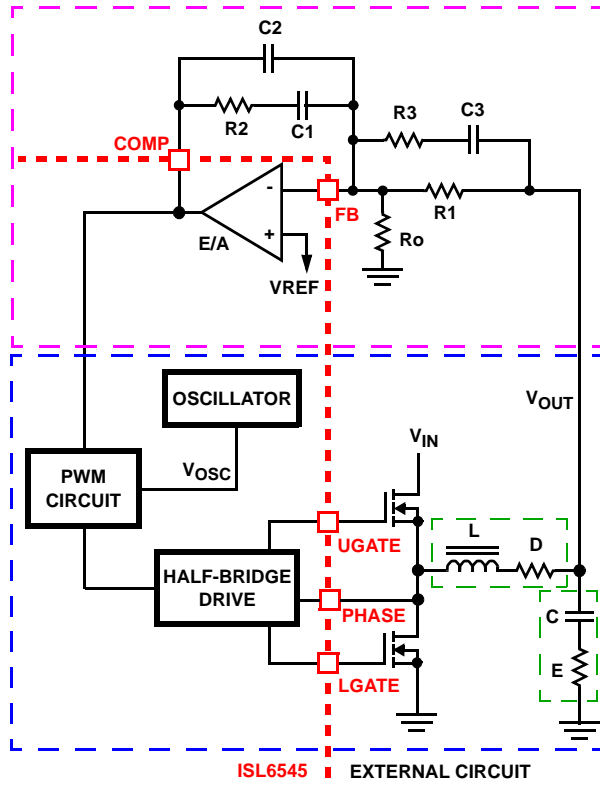 C2
R2
C1
R3
C3
COMP
FB
R1
Ro
-
+
E/A
VREF
OSCILLATOR
VOSC
PWM
CIRCUIT
HALF-BRIDGE
DRIVE
VOUT
VIN
UGATE
L
D
PHASE
C
E
LGATE
ISL6545
EXTERNAL CIRCUIT